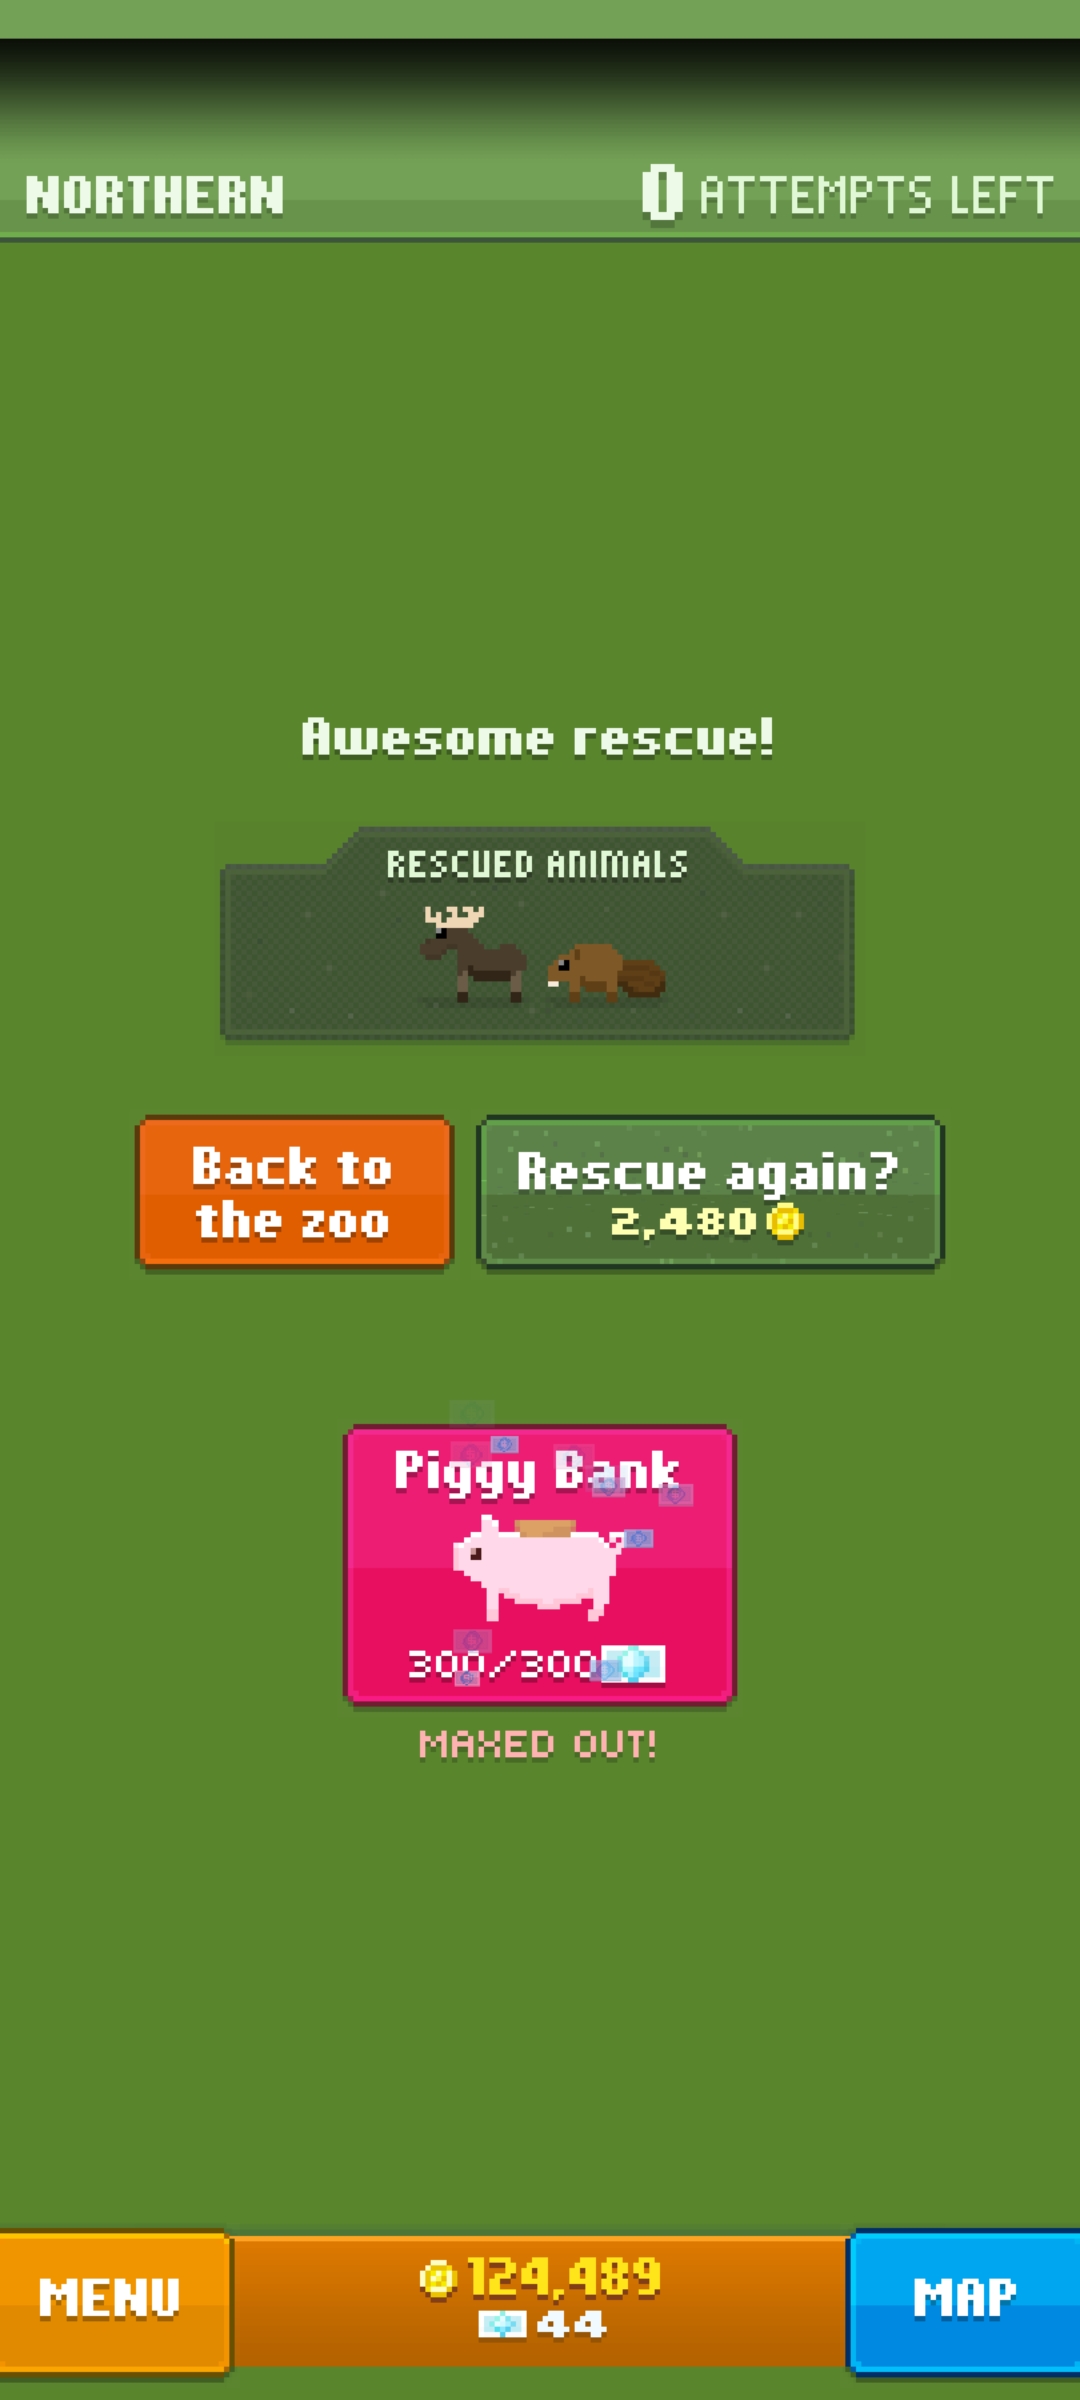 NORTHERN
0 ATTEMPTS LEFT
Awesome rescue!
RESCUED ANIMALS
Back to
the zoo
Rescue again?
2,480
Piggy Bank
300/300
MAXED OUT!
MENU
124,489
44
MAP